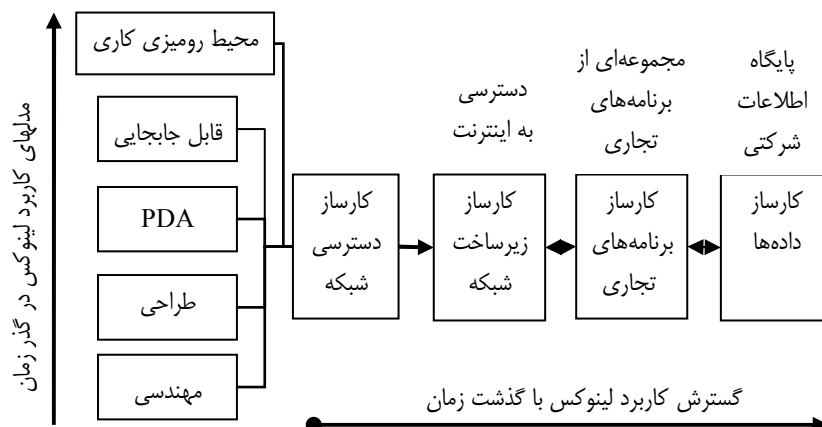 مدلهای کاربرد لینوکس در گذر زمان
محیط رومیزی کاری
قابل جابجایی
PDA
طراحی
مهندسی
کارساز
دسترسی
شبکه
دسترسی
به اینترنت
کارساز
زیرساخت
شبکه
مجموعه‌ای از
برنامه‌های
تجاری
کارساز
برنامه‌های
تجاری
پایگاه
اطلاعات
شرکتی
کارساز
داده‌ها
گسترش کاربرد لینوکس با گذشت زمان